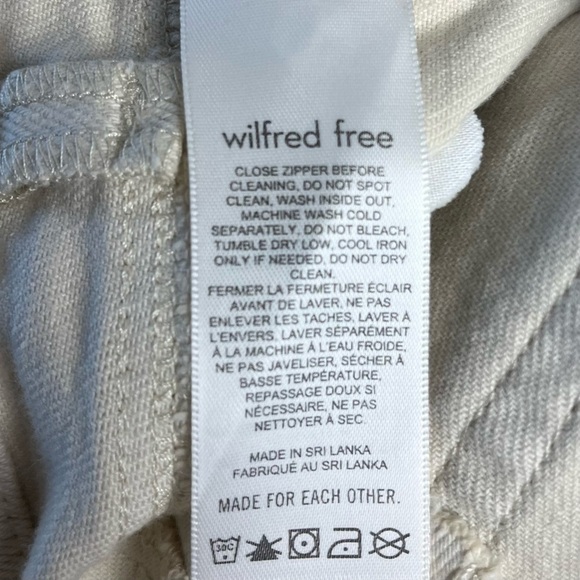 wilfred free
CLOSE ZIPPER BEFORE
CLEANING, DO NOT SPOT
CLEAN, WASH INSIDE OUT,
MACHINE WASH COLD
SEPARATELY, DO NOT BLEACH,
TUMBLE DRY LOW, COOL IRON
ONLY IF NEEDED, DO NOT DRY
CLEAN.
FERMER LA FERMETURE ÉCLAIR
AVANT DE LAVER, NE PAS
ENLEVER LES TACHES, LAVER À
L'ENVERS, LAVER SÉPARÉMENT
À LA MACHINE À L'EAU FROIDE,
NE PAS JAVELISER, SÉCHER À
BASSE TEMPÉRATURE,
REPASSAGE DOUX SI
NÉCESSAIRE, NE PAS
NETTOYER À SEC.
MADE IN SRI LANKA
FABRIQUÉ AU SRI LANKA
MADE FOR EACH OTHER.
30C